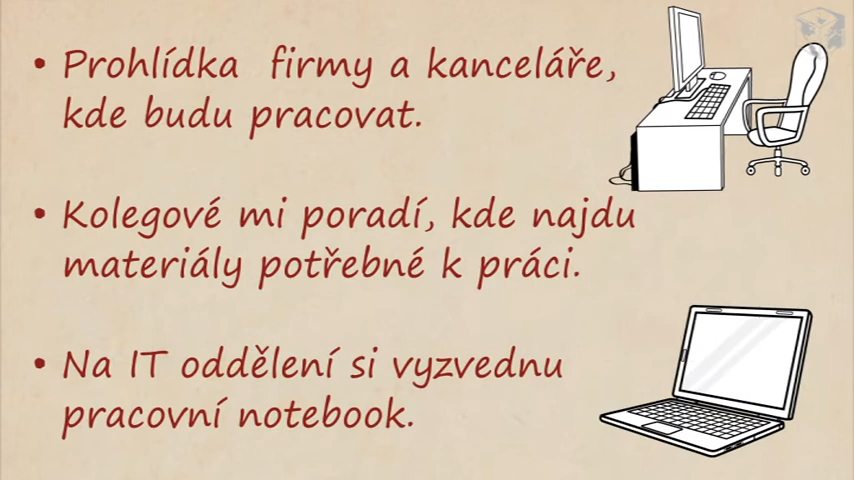 • Prohlídka firmy a kanceláře,
kde budu pracovat.
• Kolegové mi poradí, kde najdu
materiály potřebné k práci.
• Na IT oddělení si vyzvednu
pracovní notebook.